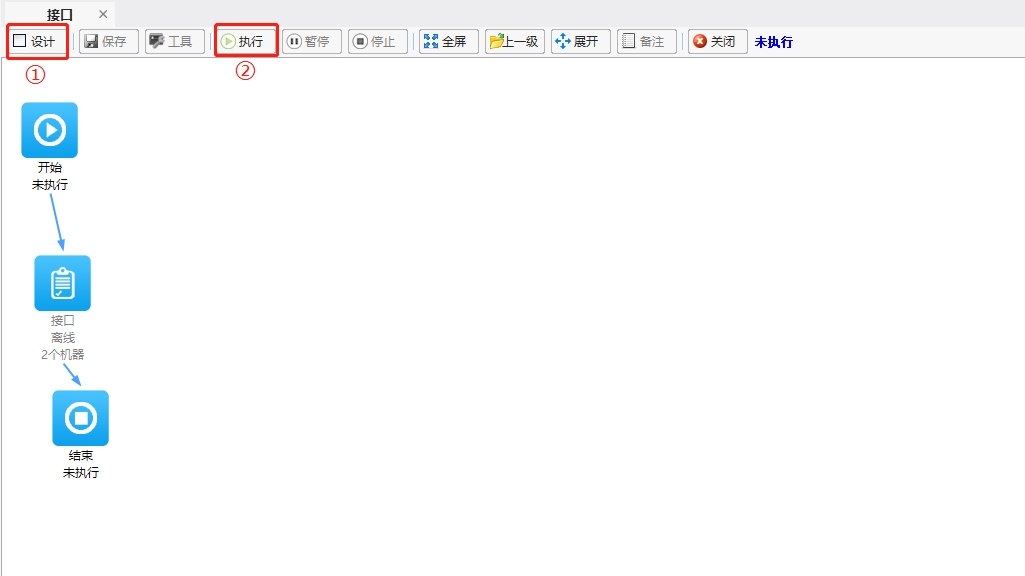 接口 ×
设计 保存 工具 执行 暂停 停止 全屏 上一级 展开 备注 关闭 未执行
① ②
开始
未执行
接口
离线
2个机器
结束
未执行